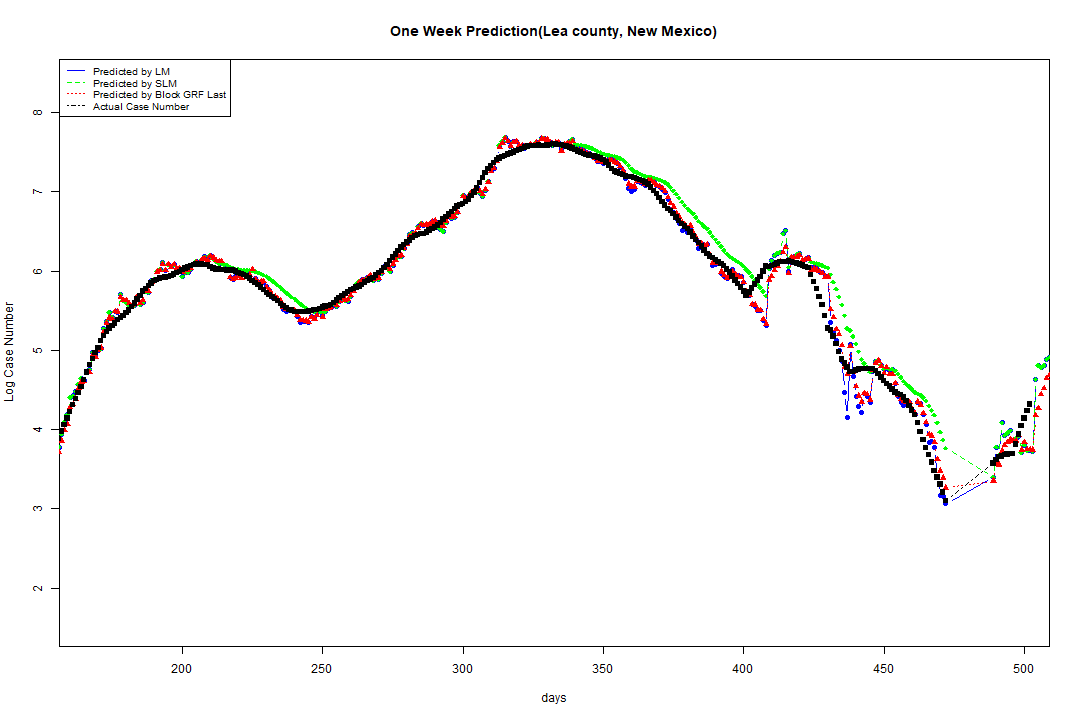 One Week Prediction(Lea county, New Mexico)
Predicted by LM
Predicted by SLM
Predicted by Block GRF Last
Actual Case Number
8
7
6
5
4
3
2
Log Case Number
200 250 300 350 400 450 500
days